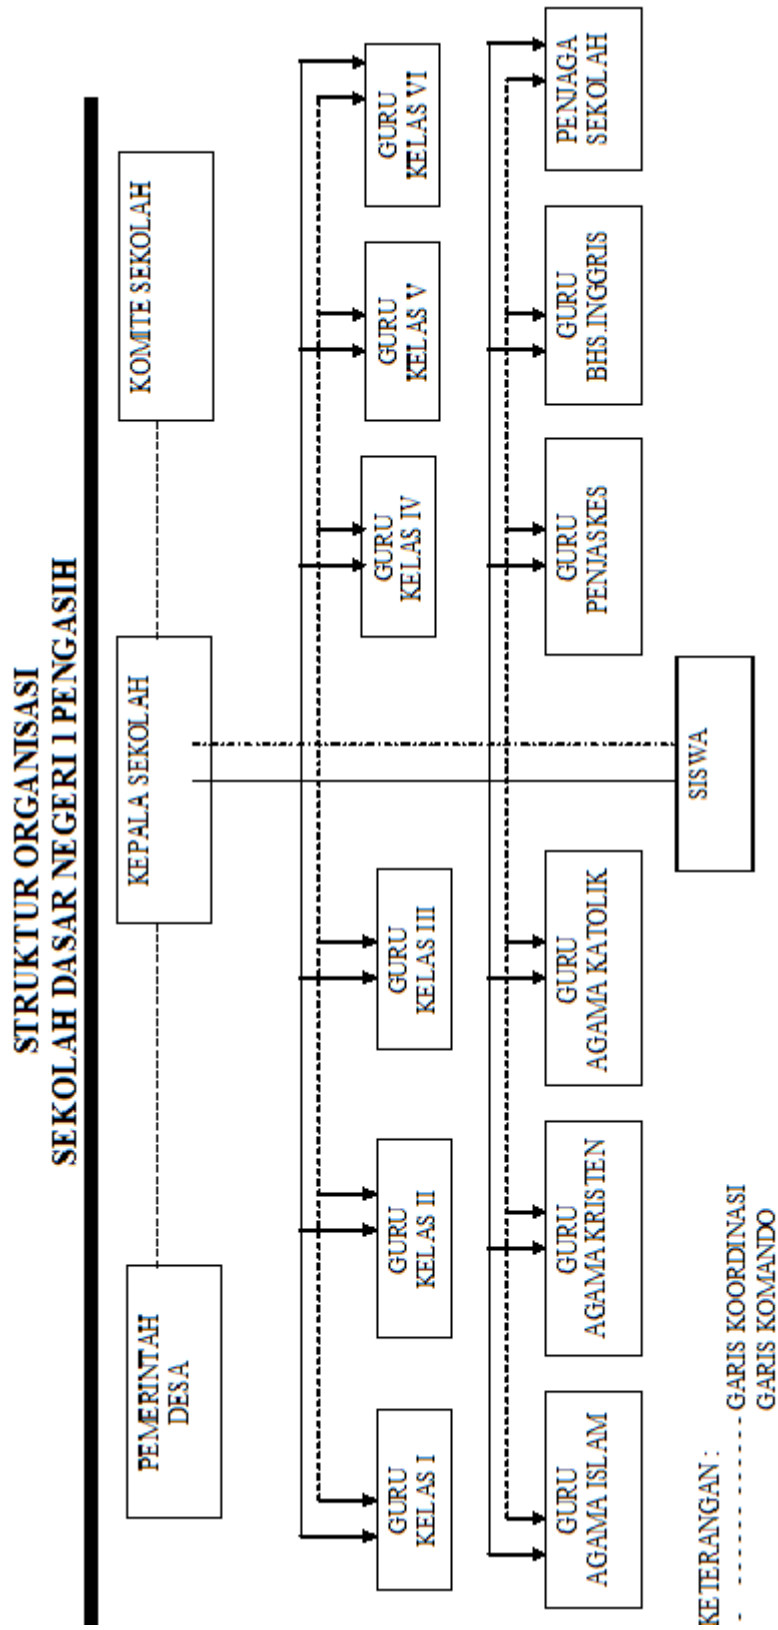 STRUKTUR ORGANISASI
SEKOLAH DASAR NEGERI 1 PENGASIH
PEMERINTAH
DESA
KEPALA SEKOLAH
KOMITE SEKOLAH
GURU
KELAS I
GURU
KELAS II
GURU
KELAS III
GURU
KELAS IV
GURU
KELAS V
GURU
KELAS VI
GURU
AGAMA ISLAM
GURU
AGAMA KRISTEN
GURU
AGAMA KATOLIK
GURU
PENJASKES
GURU
BHS.INGGRIS
PENJAGA
SEKOLAH
SISWA
KETERANGAN :
- - - - - - - - - - - - - - GARIS KOORDINASI
GARIS KOMANDO